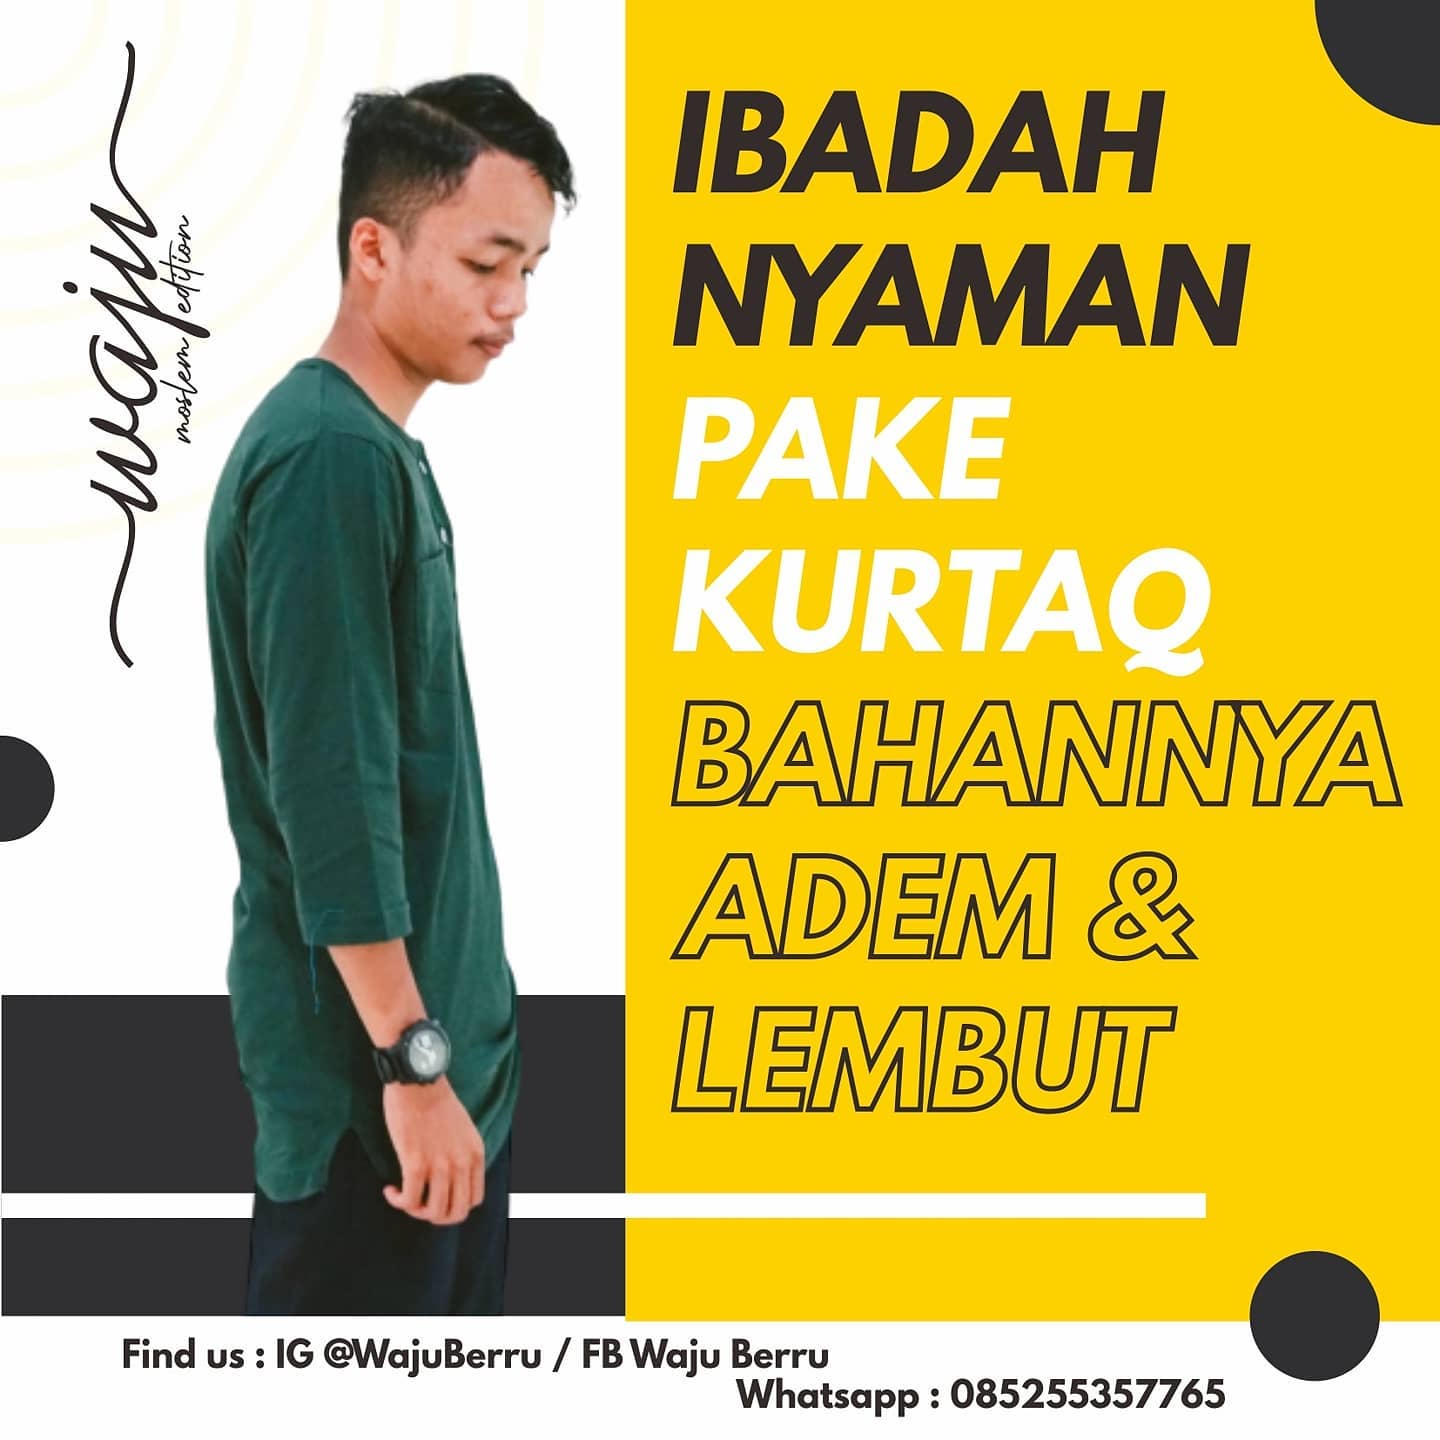 waju
moslem edition
IBADAH
NYAMAN
PAKE
KURTAQ
BAHANNYA
ADEM &
LEMBUT
Find us : IG @WajuBerru / FB Waju Berru
Whatsapp : 085255357765